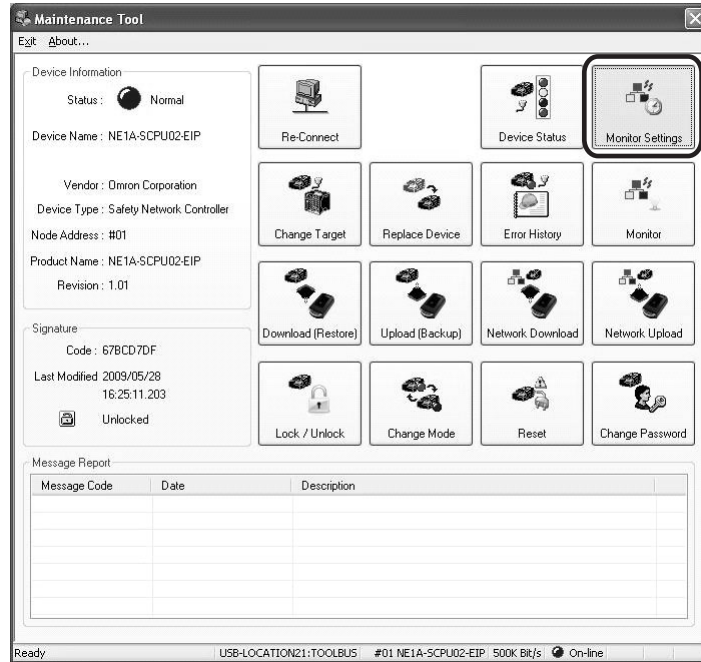 Maintenance Tool
Exit About...
Device Information
Status : Normal
Device Name : NE1A-SCPU02-EIP
Vendor : Omron Corporation
Device Type : Safety Network Controller
Node Address : #01
Product Name : NE1A-SCPU02-EIP
Revision : 1.01
Signature
Code : 67BCD7DF
Last Modified 2009/05/28
16:25:11.203
Unlocked
Re-Connect
Device Status
Monitor Settings
Change Target
Replace Device
Error History
Monitor
Download (Restore)
Upload (Backup)
Network Download
Network Upload
Lock / Unlock
Change Mode
Reset
Change Password
Message Report
Message Code Date Description
Ready USB-LOCATION21:TOOLBUS #01 NE1A-SCPU02-EIP 500K Bit/s On-line